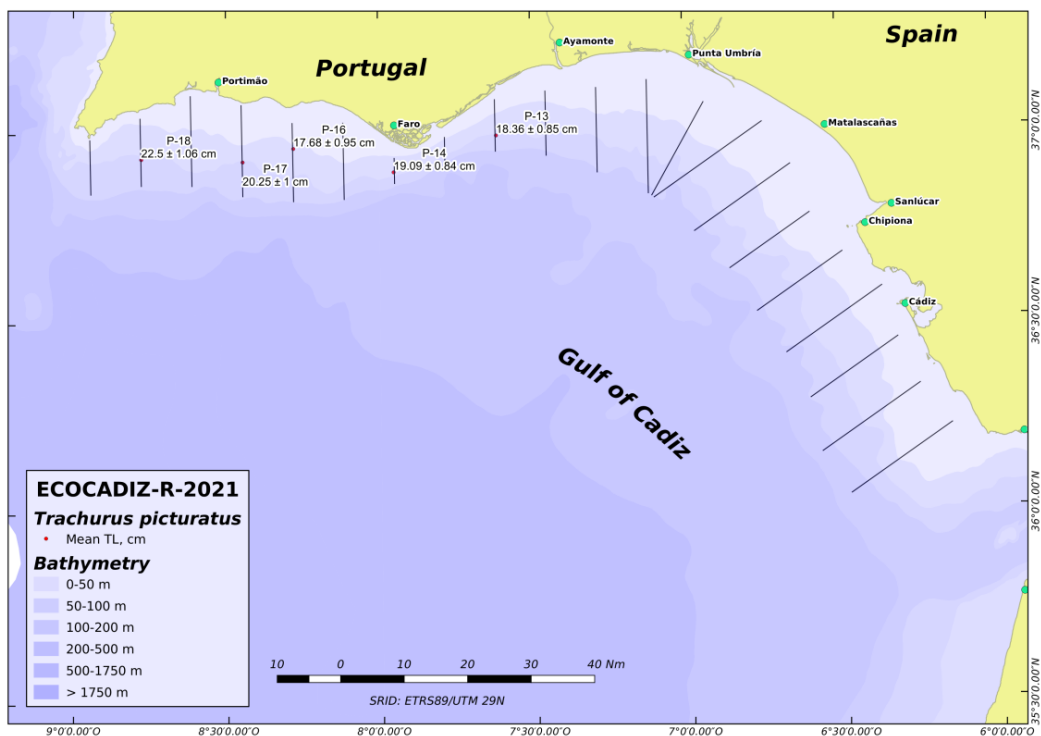 Spain
Portugal
Ayamonte
Punta Umbría
Portimão
Faro
Matalascañas
Sanlúcar
Chipiona
Cádiz
P-18
22.5 ± 1.06 cm
P-17
20.25 ± 1 cm
P-16
17.68 ± 0.95 cm
P-14
19.09 ± 0.84 cm
P-13
18.36 ± 0.85 cm
Gulf of Cadiz
ECOCADIZ-R-2021
Trachurus picturatus
Mean TL, cm
Bathymetry
0-50 m
50-100 m
100-200 m
200-500 m
500-1750 m
> 1750 m
10 0 10 20 30 40 Nm
SRID: ETRS89/UTM 29N
37°0'0.00"N
36°30'0.00"N
36°0'0.00"N
35°30'0.00"N
9°0'0.00"O
8°30'0.00"O
8°0'0.00"O
7°30'0.00"O
7°0'0.00"O
6°30'0.00"O
6°0'0.00"O